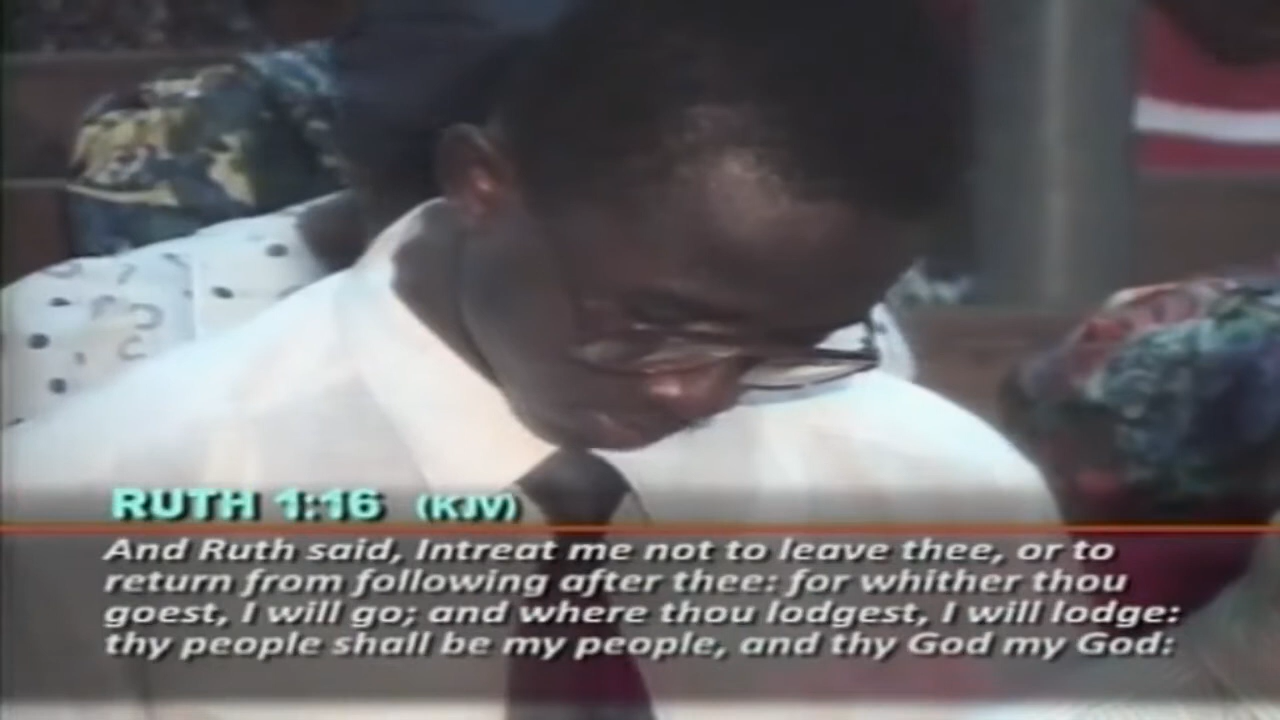 RUTH 1:16 (KJV)
And Ruth said, Intreat me not to leave thee, or to
return from following after thee: for whither thou
goest, I will go; and where thou lodgest, I will lodge:
thy people shall be my people, and thy God my God: